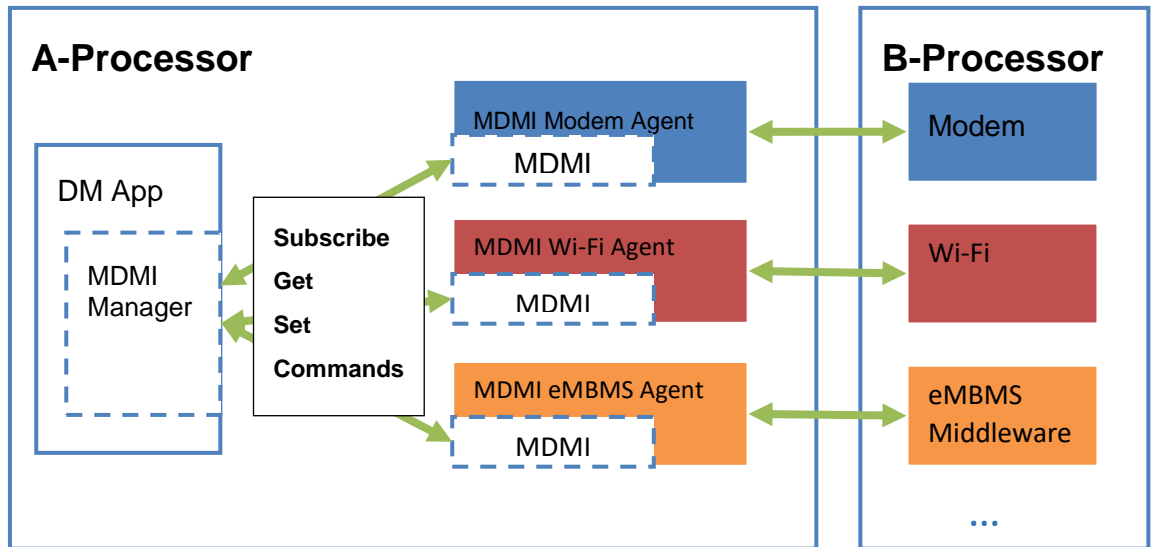 A-Processor
DM App
MDMI
Manager
Subscribe
Get
Set
Commands
MDMI Modem Agent
MDMI
MDMI Wi-Fi Agent
MDMI
MDMI eMBMS Agent
MDMI
B-Processor
Modem
Wi-Fi
eMBMS
Middleware
...